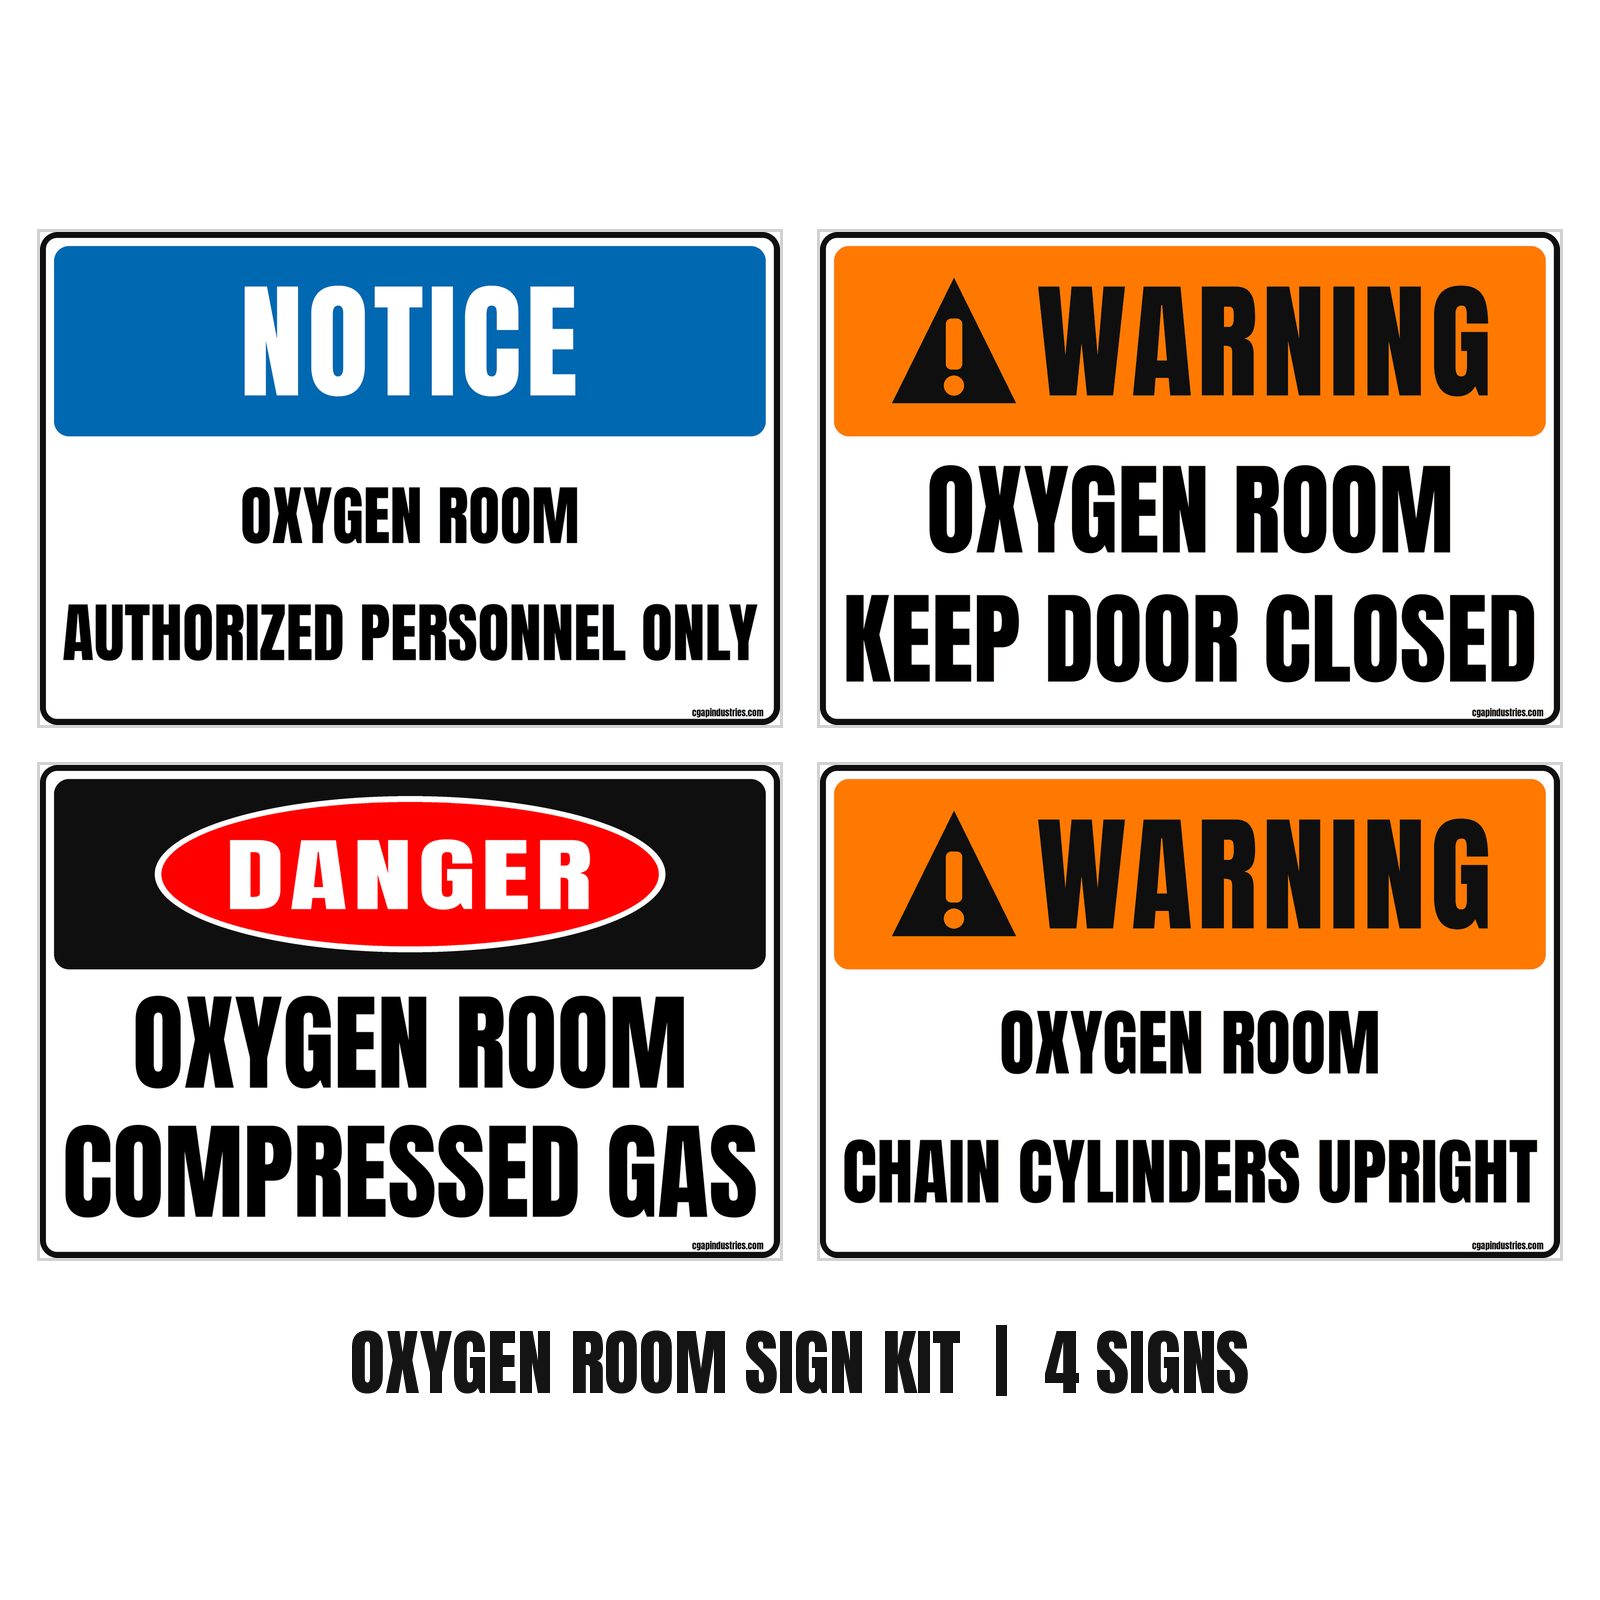 NOTICE
OXYGEN ROOM
AUTHORIZED PERSONNEL ONLY
cgapindustries.com
WARNING
OXYGEN ROOM
KEEP DOOR CLOSED
cgapindustries.com
DANGER
OXYGEN ROOM
COMPRESSED GAS
cgapindustries.com
WARNING
OXYGEN ROOM
CHAIN CYLINDERS UPRIGHT
cgapindustries.com
OXYGEN ROOM SIGN KIT | 4 SIGNS